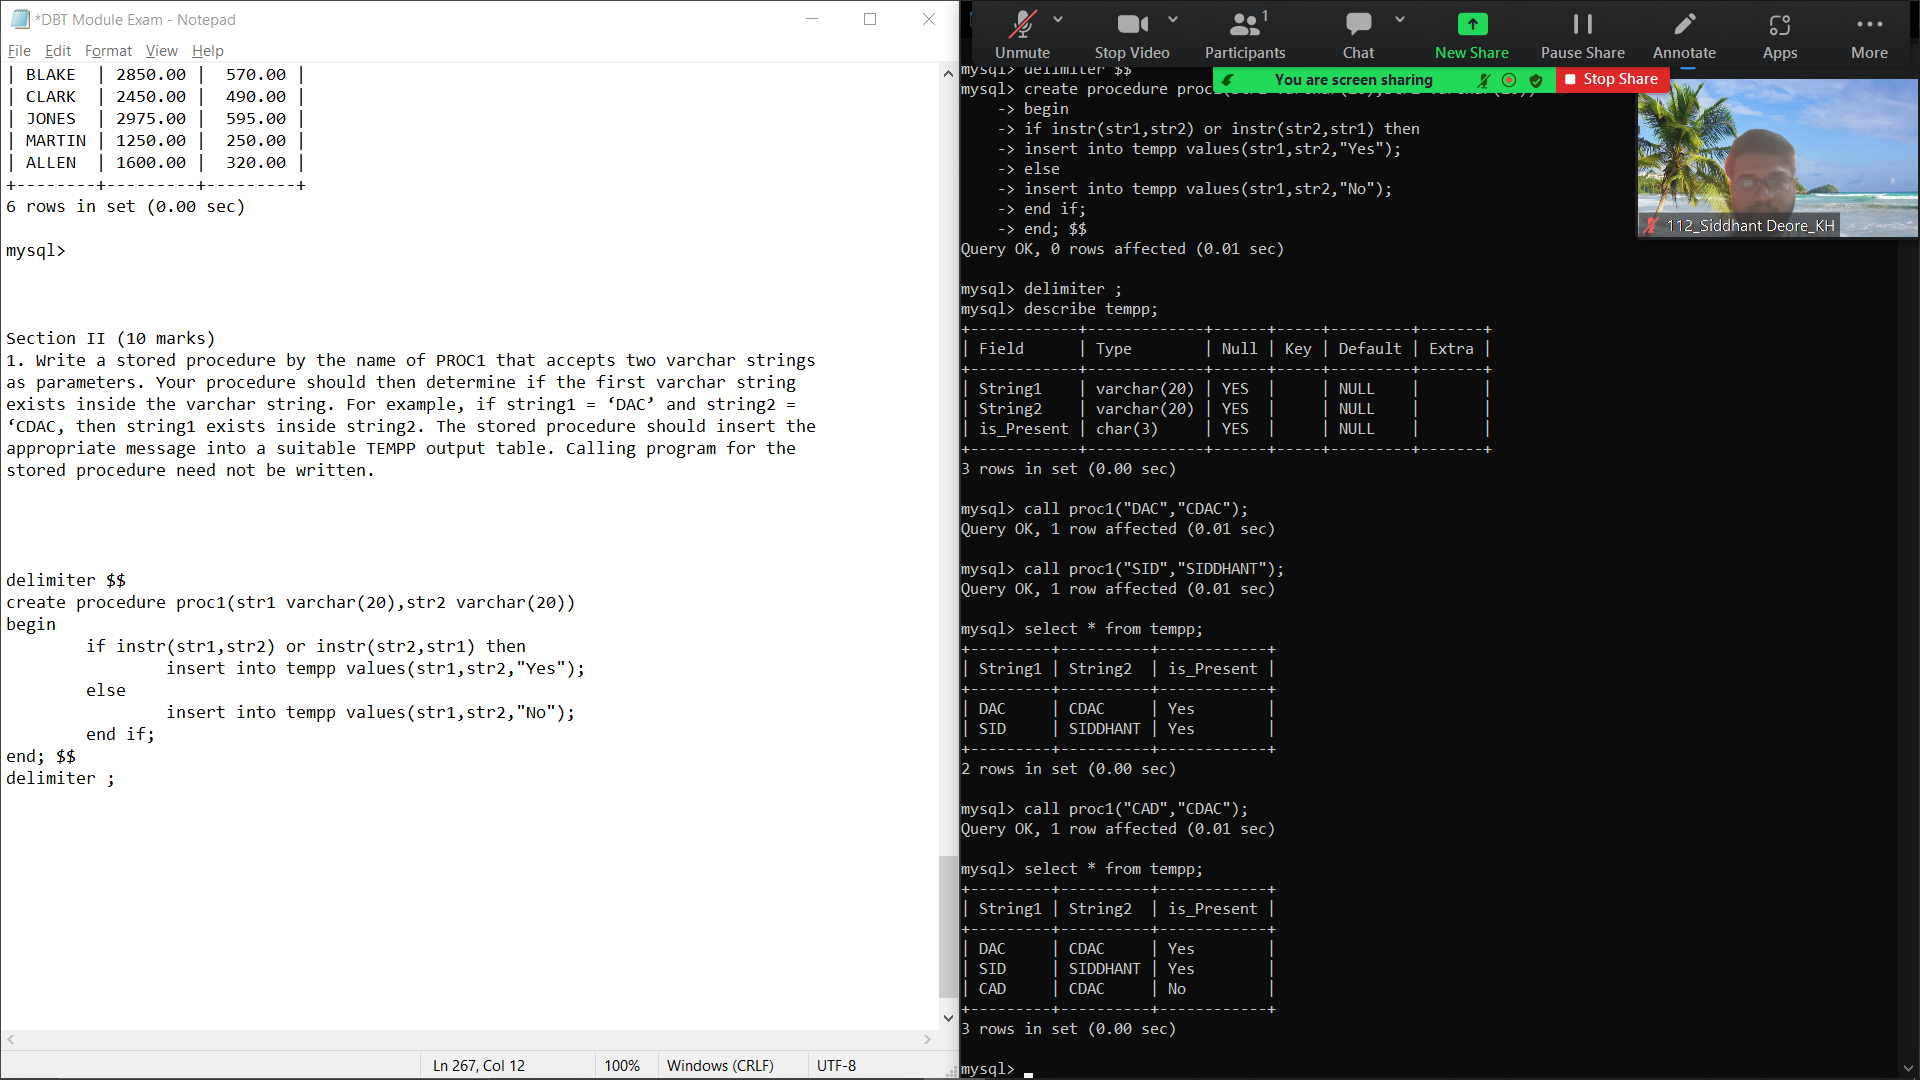 *DBT Module Exam - Notepad
File Edit Format View Help
| BLAKE  | 2850.00 |  570.00 |
| CLARK  | 2450.00 |  490.00 |
| JONES  | 2975.00 |  595.00 |
| MARTIN | 1250.00 |  250.00 |
| ALLEN  | 1600.00 |  320.00 |
+--------+---------+---------+
6 rows in set (0.00 sec)
mysql>
Section II (10 marks)
1. Write a stored procedure by the name of PROC1 that accepts two varchar strings
as parameters. Your procedure should then determine if the first varchar string
exists inside the varchar string. For example, if string1 = ‘DAC’ and string2 =
‘CDAC, then string1 exists inside string2. The stored procedure should insert the
appropriate message into a suitable TEMPP output table. Calling program for the
stored procedure need not be written.
delimiter $$
create procedure proc1(str1 varchar(20),str2 varchar(20))
begin
if instr(str1,str2) or instr(str2,str1) then
insert into tempp values(str1,str2,"Yes");
else
insert into tempp values(str1,str2,"No");
end if;
end; $$
delimiter ;
Ln 267, Col 12 100% Windows (CRLF) UTF-8
Unmute Stop Video Participants 1 Chat New Share Pause Share Annotate Apps More
You are screen sharing Stop Share
112_Siddhant Deore_KH
mysql> delimiter $$
mysql> create procedure
-> begin
-> if instr(str1,str2) or instr(str2,str1) then
-> insert into tempp values(str1,str2,"Yes");
-> else
-> insert into tempp values(str1,str2,"No");
-> end if;
-> end; $$
Query OK, 0 rows affected (0.01 sec)
mysql> delimiter ;
mysql> describe tempp;
+------------+-------------+------+-----+---------+-------+
| Field      | Type        | Null | Key | Default | Extra |
+------------+-------------+------+-----+---------+-------+
| String1    | varchar(20) | YES  |     | NULL    |       |
| String2    | varchar(20) | YES  |     | NULL    |       |
| is_Present | char(3)     | YES  |     | NULL    |       |
+------------+-------------+------+-----+---------+-------+
3 rows in set (0.00 sec)
mysql> call proc1("DAC","CDAC");
Query OK, 1 row affected (0.01 sec)
mysql> call proc1("SID","SIDDHANT");
Query OK, 1 row affected (0.01 sec)
mysql> select * from tempp;
+---------+----------+------------+
| String1 | String2  | is_Present |
+---------+----------+------------+
| DAC     | CDAC     | Yes        |
| SID     | SIDDHANT | Yes        |
+---------+----------+------------+
2 rows in set (0.00 sec)
mysql> call proc1("CAD","CDAC");
Query OK, 1 row affected (0.01 sec)
mysql> select * from tempp;
+---------+----------+------------+
| String1 | String2  | is_Present |
+---------+----------+------------+
| DAC     | CDAC     | Yes        |
| SID     | SIDDHANT | Yes        |
| CAD     | CDAC     | No         |
+---------+----------+------------+
3 rows in set (0.00 sec)
mysql>